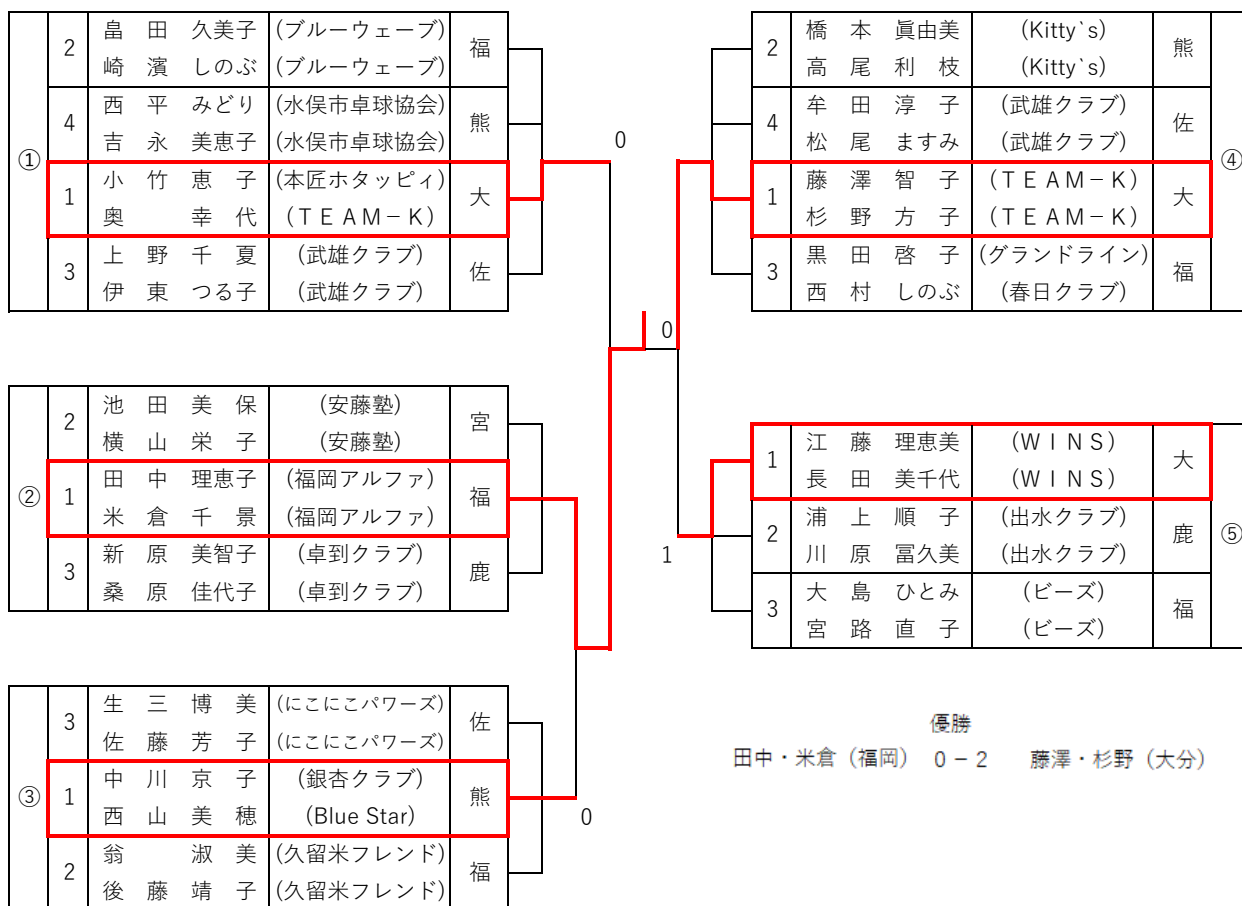 ①
2 畠田 久美子 (ブルーウェーブ) 福
崎濱 しのぶ (ブルーウェーブ)
4 西平 みどり (水俣市卓球協会) 熊
吉永 美恵子 (水俣市卓球協会)
1 小竹 恵子 (本匠ホタッピィ) 大
奥 幸代 (ＴＥＡＭ－Ｋ)
3 上野 千夏 (武雄クラブ) 佐
伊東 つる子 (武雄クラブ)
0
②
2 池田 美保 (安藤塾) 宮
横山 栄子 (安藤塾)
1 田中 理恵子 (福岡アルファ) 福
米倉 千景 (福岡アルファ)
3 新原 美智子 (卓到クラブ) 鹿
桑原 佳代子 (卓到クラブ)
③
3 生三 博美 (にこにこパワーズ) 佐
佐藤 芳子 (にこにこパワーズ)
1 中川 京子 (銀杏クラブ) 熊
西山 美穂 (Blue Star)
2 翁 淑美 (久留米フレンド) 福
後藤 靖子 (久留米フレンド)
0
0
④
2 橋本 眞由美 (Kitty`s) 熊
高尾 利枝 (Kitty`s)
4 牟田 淳子 (武雄クラブ) 佐
松尾 ますみ (武雄クラブ)
1 藤澤 智子 (ＴＥＡＭ－Ｋ) 大
杉野 方子 (ＴＥＡＭ－Ｋ)
3 黒田 啓子 (グランドライン) 福
西村 しのぶ (春日クラブ)
1
⑤
1 江藤 理恵美 (ＷＩＮＳ) 大
長田 美千代 (ＷＩＮＳ)
2 浦上 順子 (出水クラブ) 鹿
川原 冨久美 (出水クラブ)
3 大島 ひとみ (ビーズ) 福
宮路 直子 (ビーズ)
優勝
田中・米倉（福岡） ０－２ 藤澤・杉野（大分）